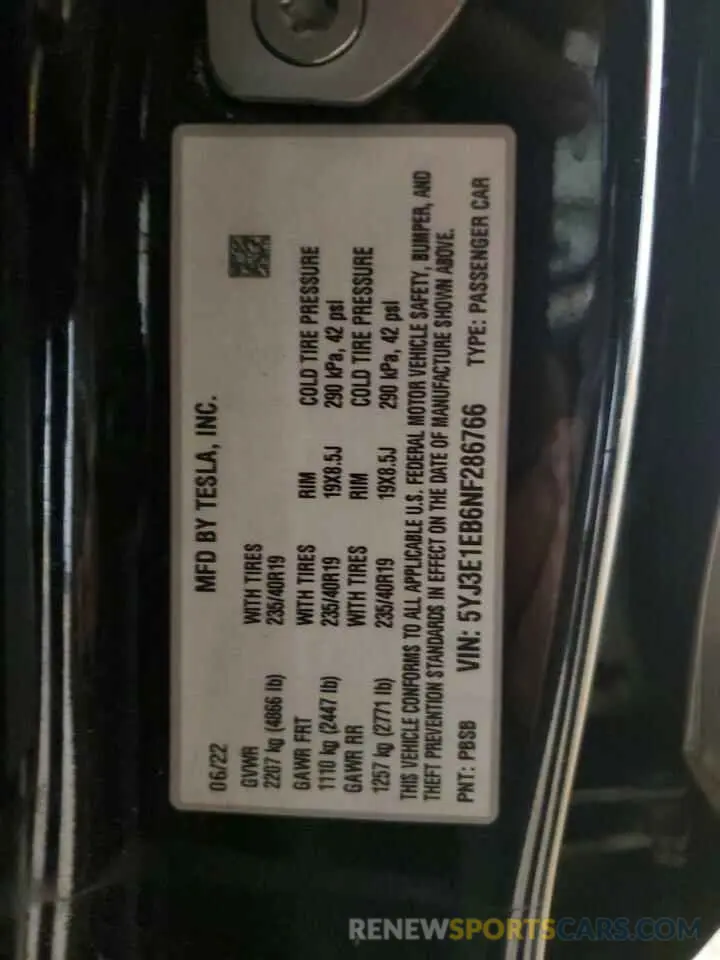 06/22 MFD BY TESLA, INC.
GVWR WITH TIRES
2207 kg (4866 lb) 235/40R19
GAWR FRT WITH TIRES RIM COLD TIRE PRESSURE
1110 kg (2447 lb) 235/40R19 19X8.5J 290 kPa, 42 psi
GAWR RR WITH TIRES RIM COLD TIRE PRESSURE
1257 kg (2771 lb) 235/40R19 19X8.5J 290 kPa, 42 psi
THIS VEHICLE CONFORMS TO ALL APPLICABLE U.S. FEDERAL MOTOR VEHICLE SAFETY, BUMPER, AND
THEFT PREVENTION STANDARDS IN EFFECT ON THE DATE OF MANUFACTURE SHOWN ABOVE.
PNT: PBSB VIN: 5YJ3E1EB6NF286766 TYPE: PASSENGER CAR
RENEWSPORTSCARS.COM